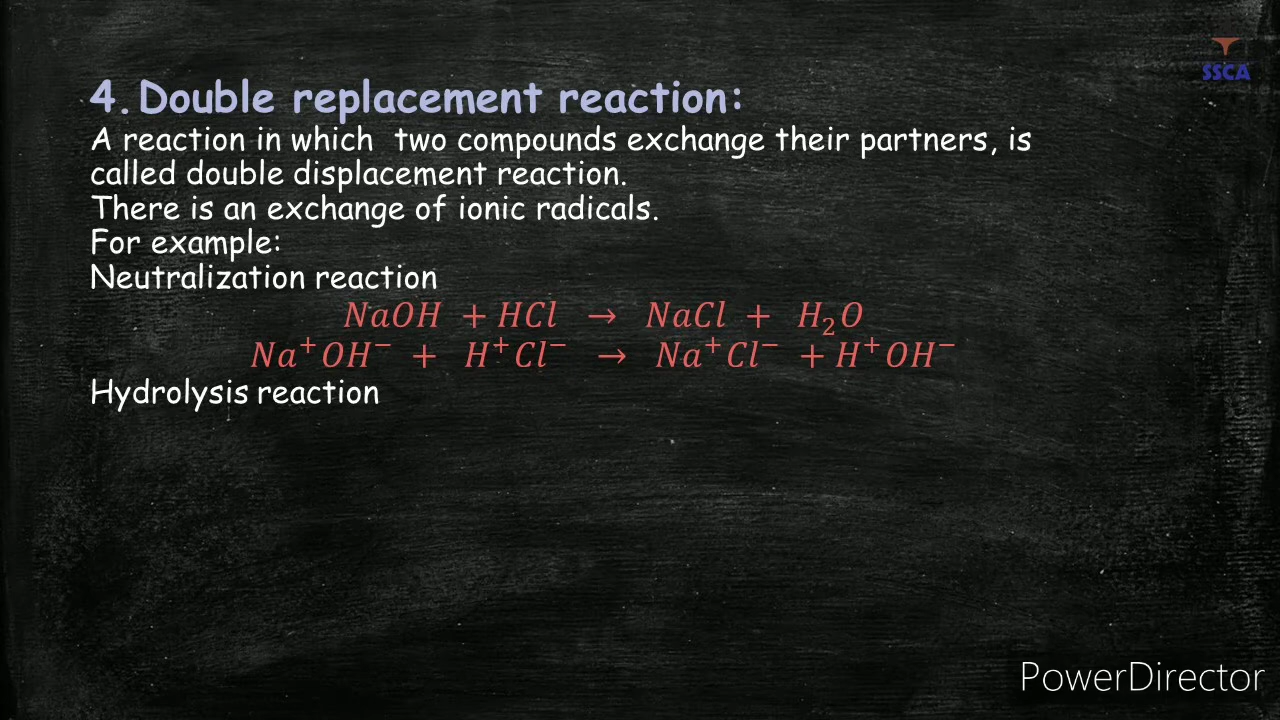 SSCA
4. Double replacement reaction:
A reaction in which two compounds exchange their partners, is
called double displacement reaction.
There is an exchange of ionic radicals.
For example:
Neutralization reaction
NaOH + HCl → NaCl + H₂O
Na⁺OH⁻ + H⁺Cl⁻ → Na⁺Cl⁻ + H⁺OH⁻
Hydrolysis reaction
PowerDirector